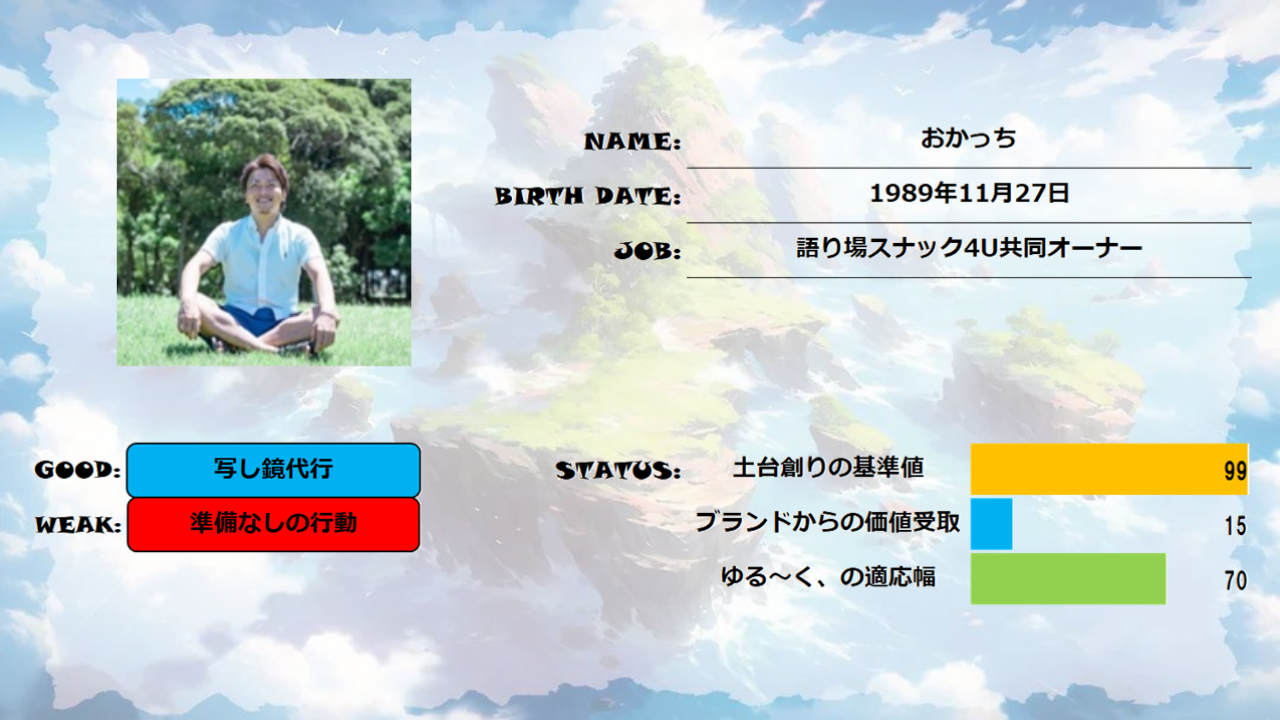 NAME: おかっち
BIRTH DATE: 1989年11月27日
JOB: 語り場スナック4U共同オーナー
GOOD: 写し鏡代行
WEAK: 準備なしの行動
STATUS: 土台創りの基準値 99
ブランドからの価値受取 15
ゆる～く、の適応幅 70